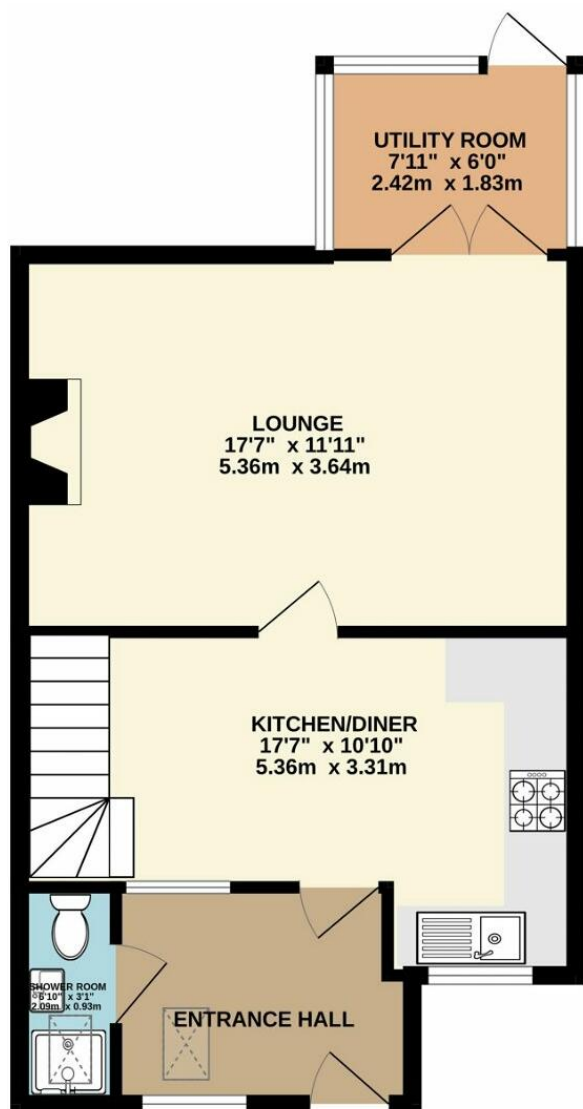 UTILITY ROOM
7'11" x 6'0"
2.42m x 1.83m
LOUNGE
17'7" x 11'11"
5.36m x 3.64m
KITCHEN/DINER
17'7" x 10'10"
5.36m x 3.31m
SHOWER ROOM
6'10" x 3'1"
2.09m x 0.93m
ENTRANCE HALL